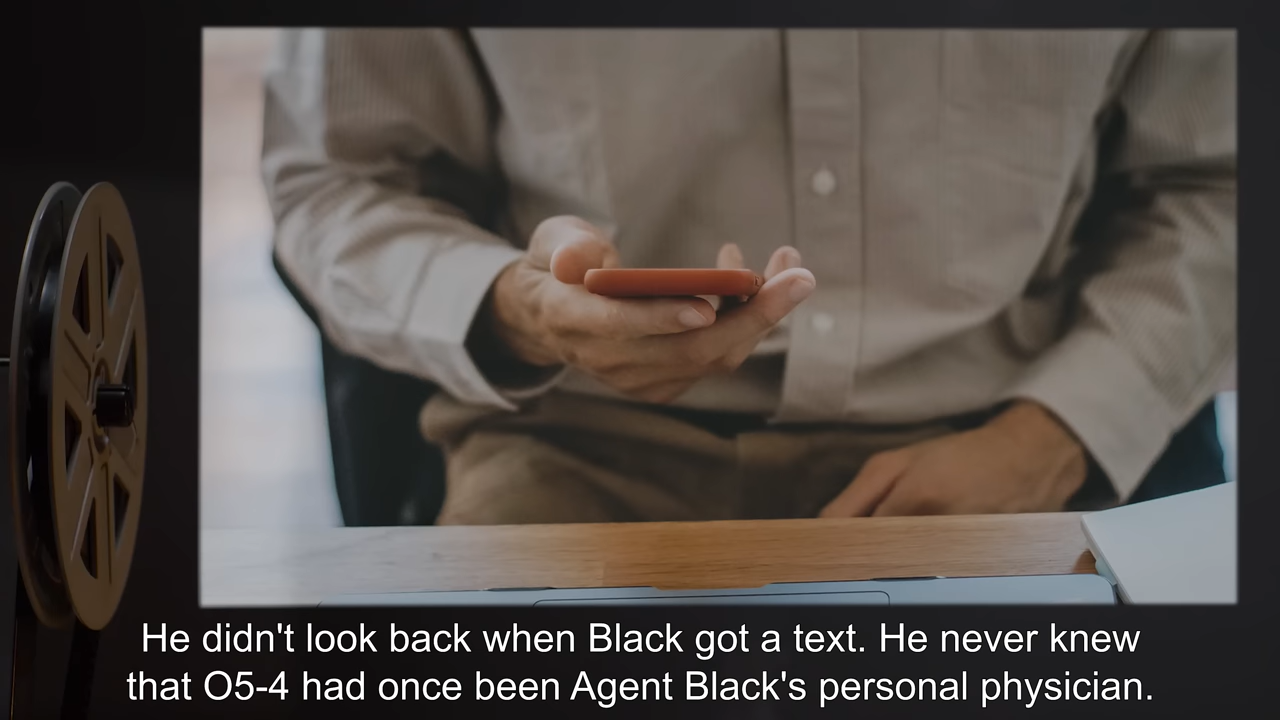 He didn't look back when Black got a text. He never knew
that O5-4 had once been Agent Black's personal physician.